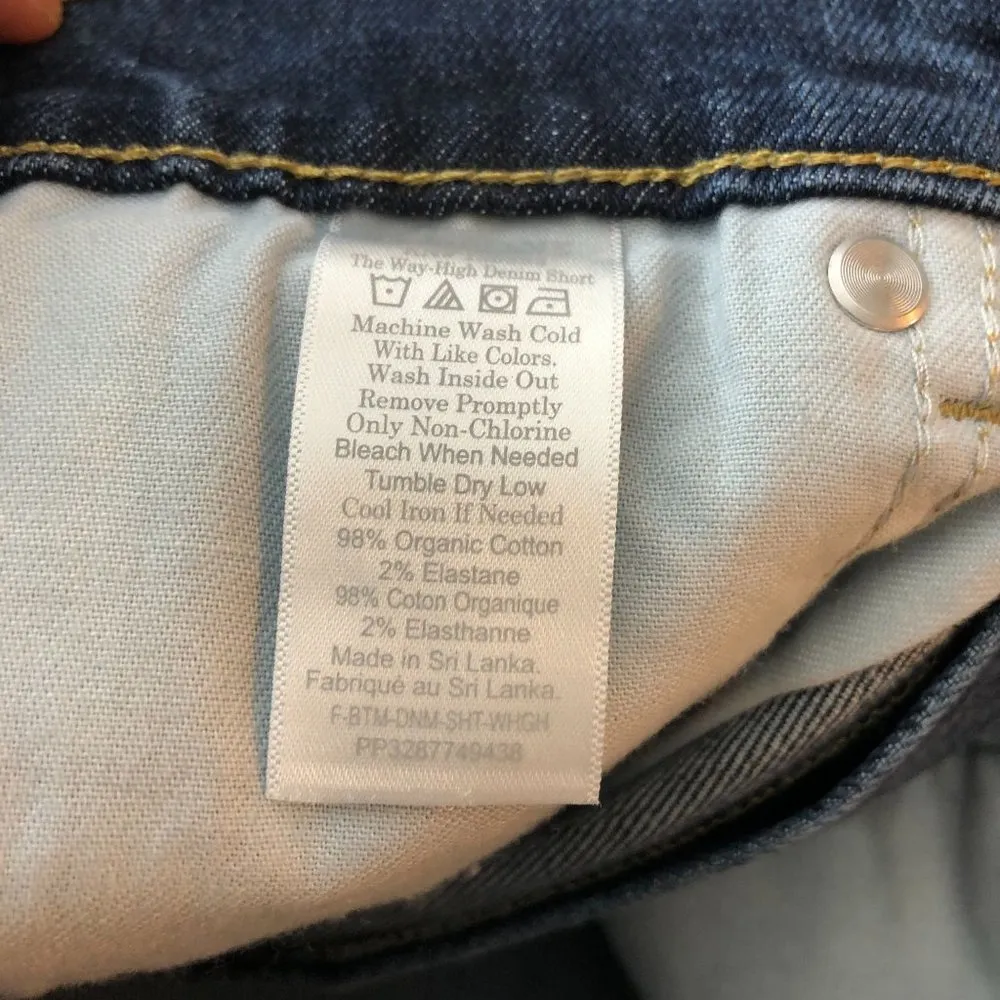 The Way-High Denim Short
Machine Wash Cold
With Like Colors.
Wash Inside Out
Remove Promptly
Only Non-Chlorine
Bleach When Needed
Tumble Dry Low
Cool Iron If Needed
98% Organic Cotton
2% Elastane
98% Coton Organique
2% Elasthanne
Made in Sri Lanka.
Fabriqué au Sri Lanka.
F-BTM-DNM-SHT-WHGH
PP3287749438